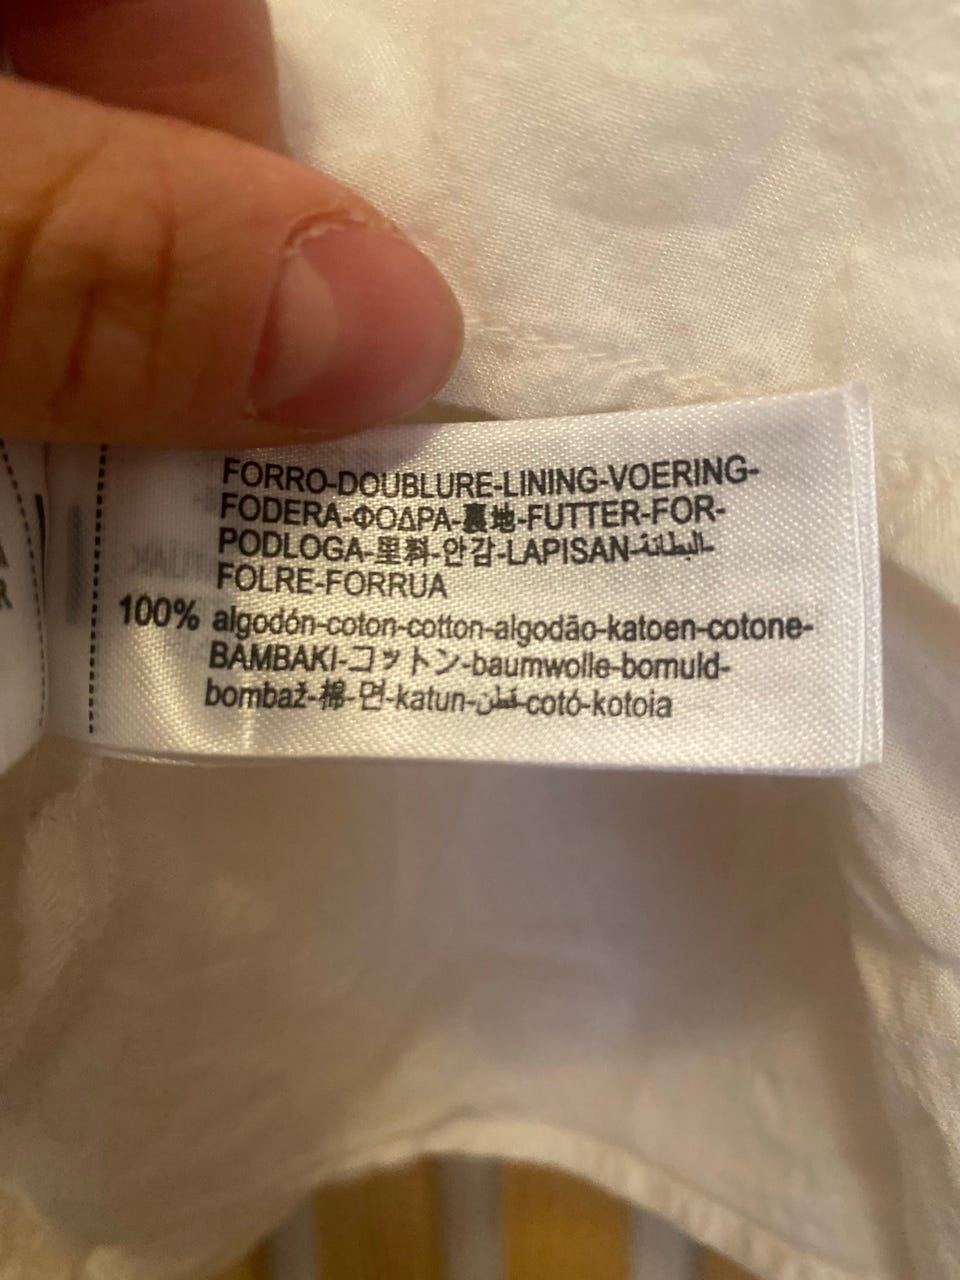 FORRO-DOUBLURE-LINING-VOERING-
FODERA-ΦΟΔΡΑ-裏地-FUTTER-FOR-
PODLOGA-里料-안감-LAPISAN-البطانة-
FOLRE-FORRUA
100% algodón-coton-cotton-algodão-katoen-cotone-
BAMBAKI-コットン-baumwolle-bomuld-
bombaž-棉-면-katun-قطن-cotó-kotoia